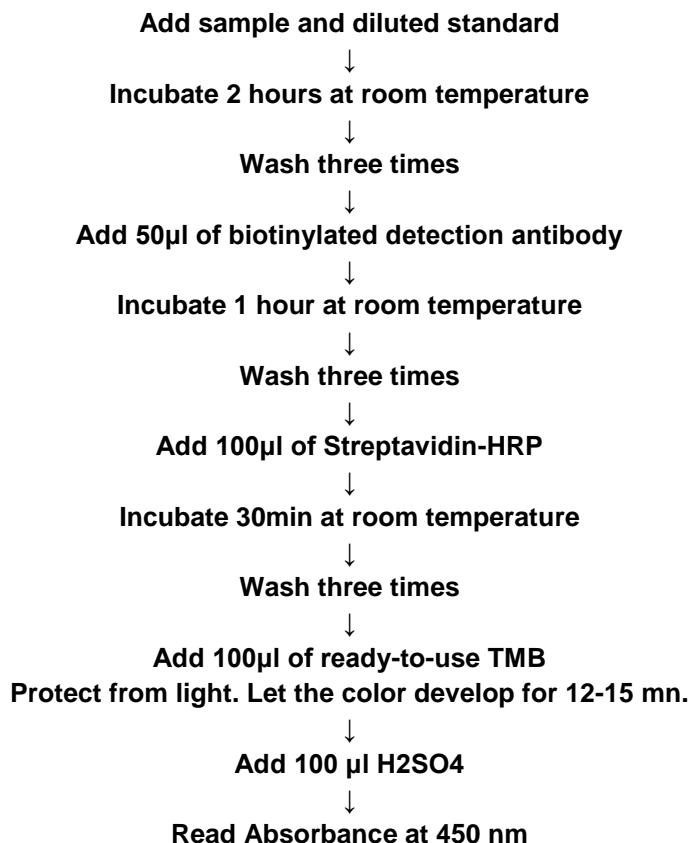 Add sample and diluted standard
↓
Incubate 2 hours at room temperature
↓
Wash three times
↓
Add 50µl of biotinylated detection antibody
↓
Incubate 1 hour at room temperature
↓
Wash three times
↓
Add 100µl of Streptavidin-HRP
↓
Incubate 30min at room temperature
↓
Wash three times
↓
Add 100µl of ready-to-use TMB
Protect from light. Let the color develop for 12-15 mn.
↓
Add 100 µl H2SO4
↓
Read Absorbance at 450 nm